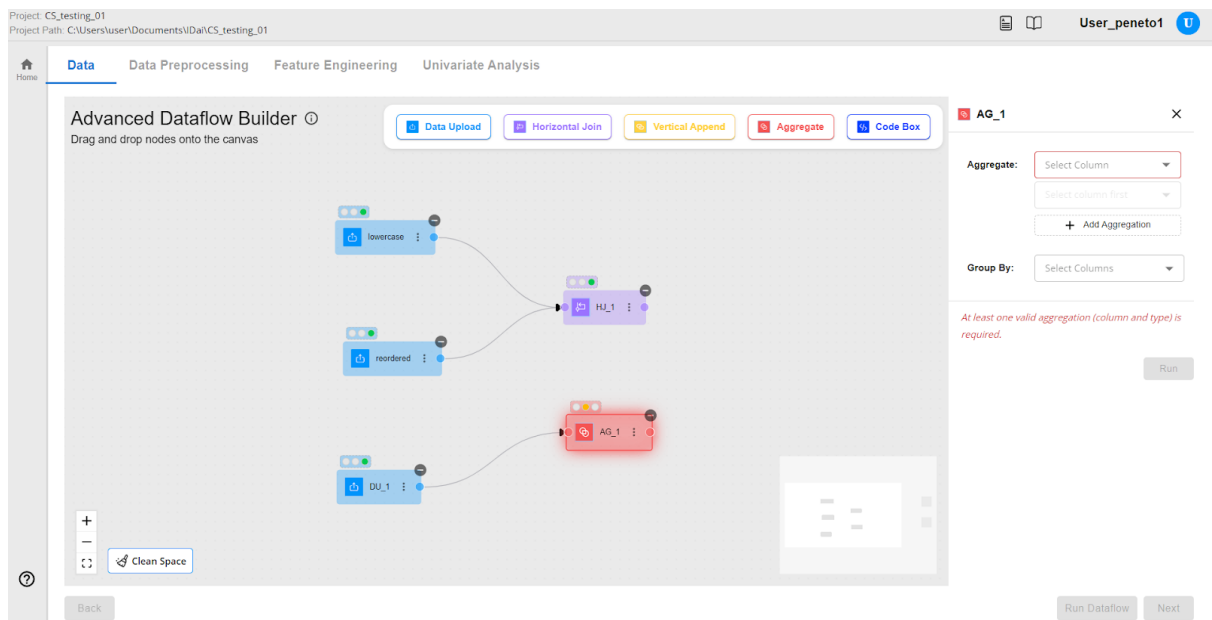 Project: CS_testing_01
Project Path: C:\Users\user\Documents\IDai\CS_testing_01
User_peneto1
U
Home
Data
Data Preprocessing
Feature Engineering
Univariate Analysis
Advanced Dataflow Builder
Drag and drop nodes onto the canvas
Data Upload
Horizontal Join
Vertical Append
Aggregate
Code Box
lowercase
HJ_1
reordered
AG_1
DU_1
Clean Space
AG_1
Aggregate:
Select Column
Select column first
+ Add Aggregation
Group By:
Select Columns
At least one valid aggregation (column and type) is
required.
Run
Back
Run Dataflow
Next